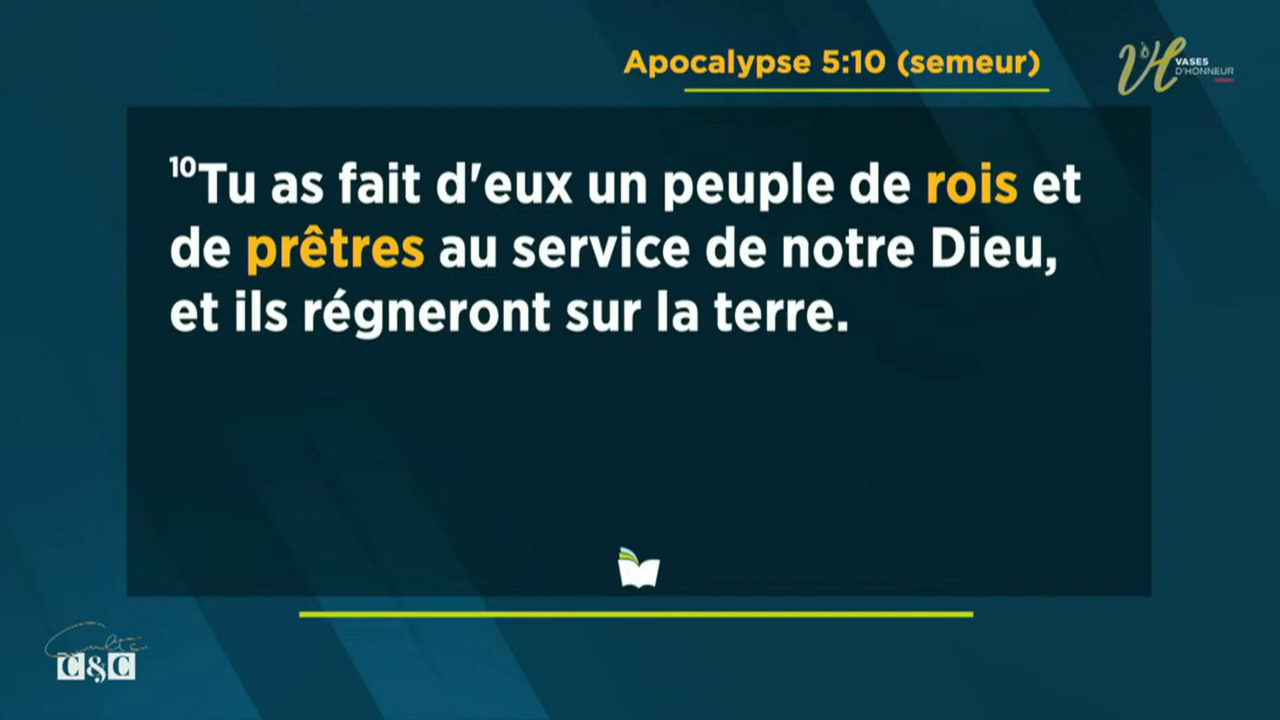 Apocalypse 5:10 (semeur)
VASES
D'HONNEUR
10Tu as fait d'eux un peuple de rois et
de prêtres au service de notre Dieu,
et ils régneront sur la terre.
Culte
C&C